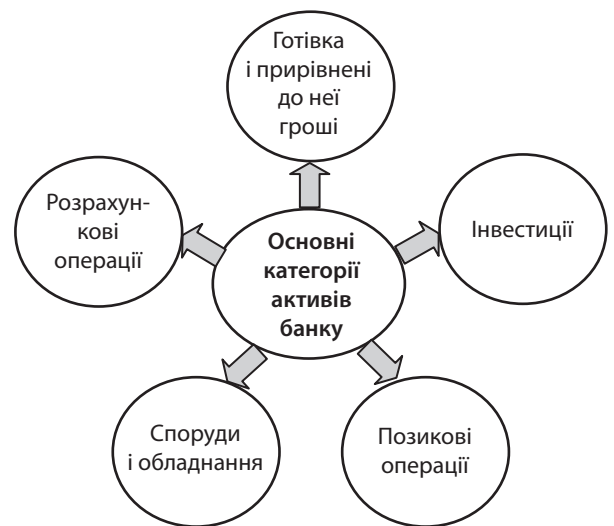 Готівка
і прирівнені
до неї
гроші
Розрахун-
кові
операції
Основні
категорії
активів
банку
Інвестиції
Споруди
і обладнання
Позикові
операції